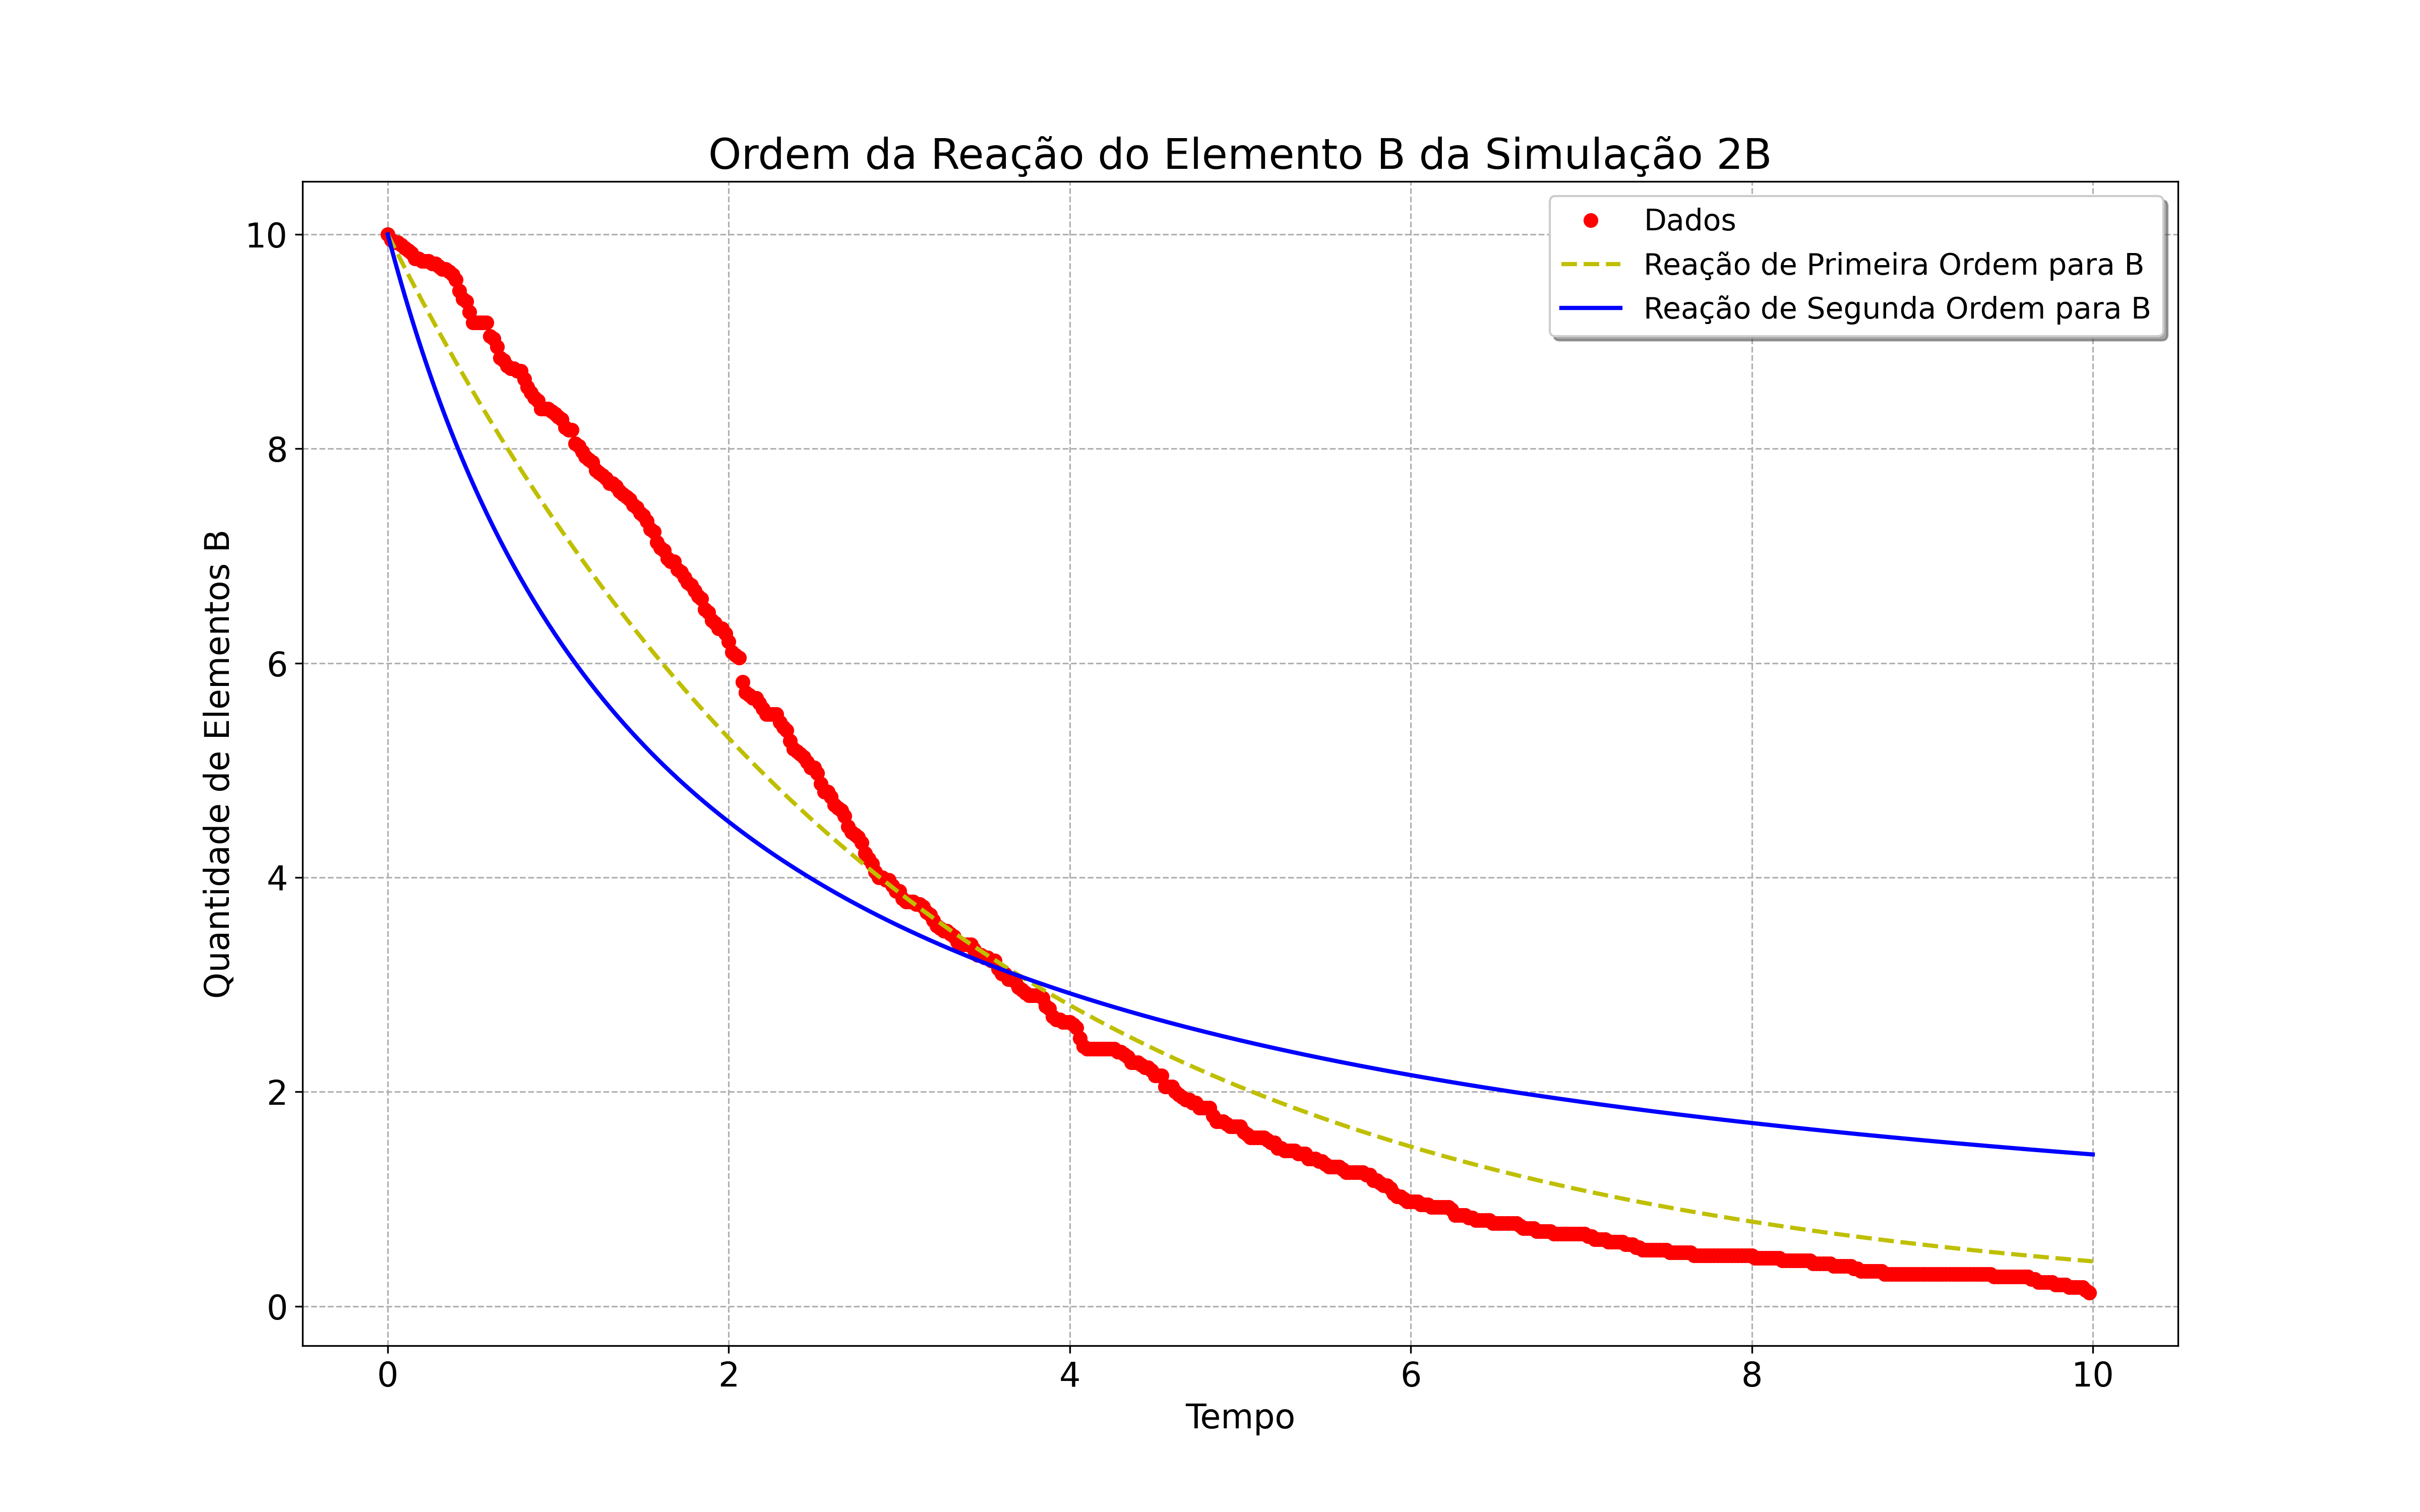 Ordem da Reação do Elemento B da Simulação 2B
Dados
Reação de Primeira Ordem para B
Reação de Segunda Ordem para B
Quantidade de Elementos B
10
8
6
4
2
0
0 2 4 6 8 10
Tempo